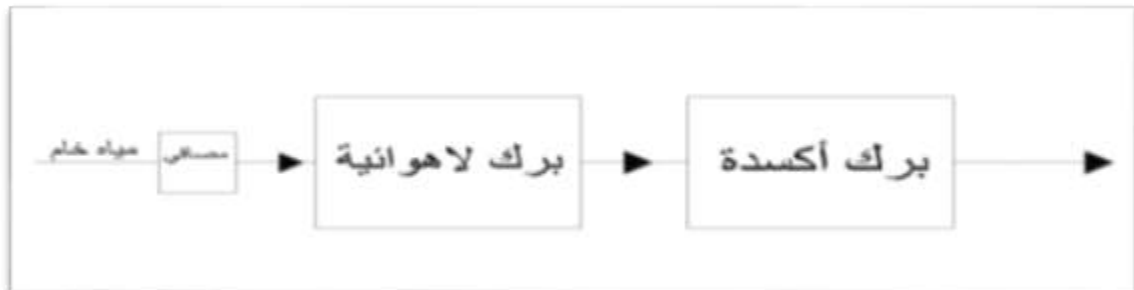 مياه خام
مصافي
برك لاهوائية
برك أكسدة